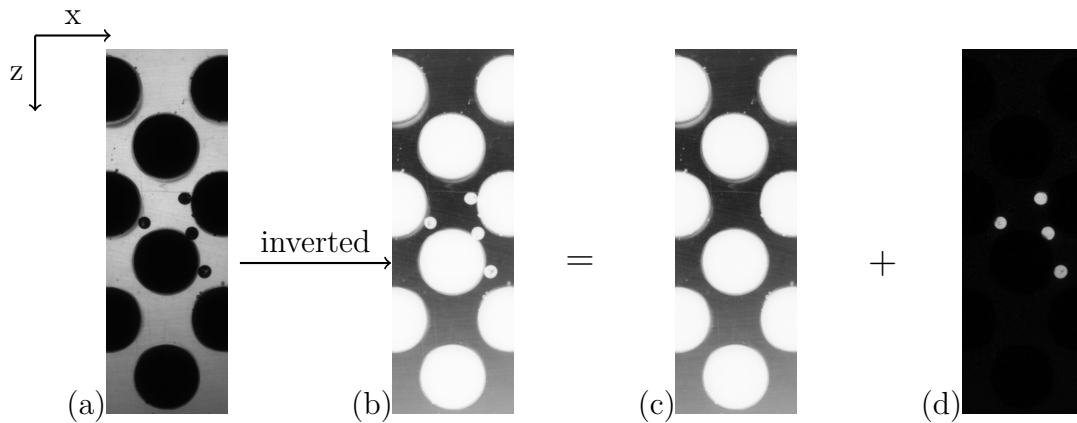 x
z
inverted
=
+
(a)
(b)
(c)
(d)